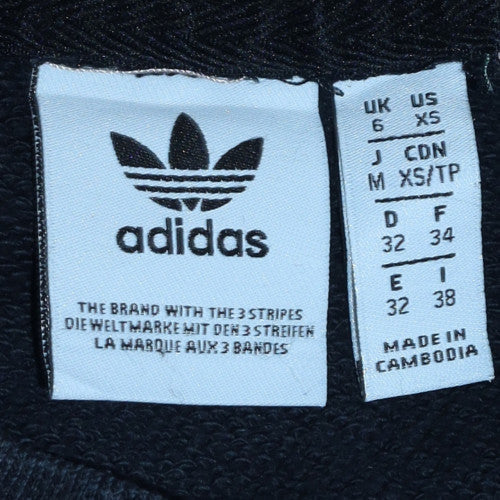 adidas
THE BRAND WITH THE 3 STRIPES
DIE WELTMARKE MIT DEN 3 STREIFEN
LA MARQUE AUX 3 BANDES
UK US
6 XS
J CDN
M XS/TP
D F
32 34
E I
32 38
MADE IN
CAMBODIA